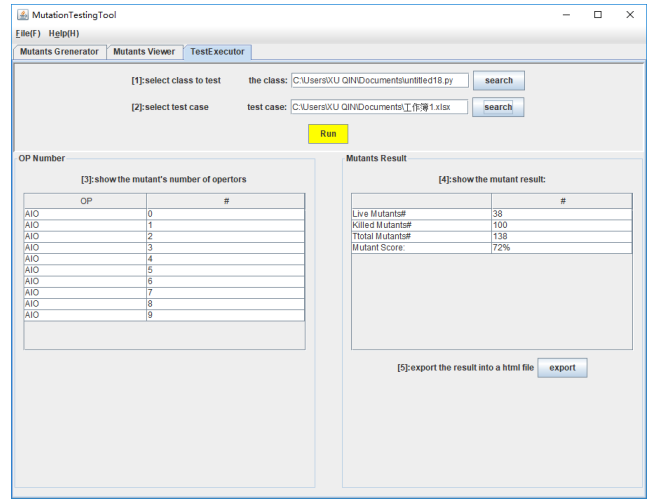 MutationTestingTool
File(F) Help(H)
Mutants Grenerator Mutants Viewer TestExecutor
[1]:select class to test the class: C:\Users\XU QIN\Documents\untitled18.py search
[2]:select test case test case: C:\Users\XU QIN\Documents\工作簿1.xlsx search
Run
OP Number
[3]:show the mutant's number of opertors
OP #
AIO 0
AIO 1
AIO 2
AIO 3
AIO 4
AIO 5
AIO 6
AIO 7
AIO 8
AIO 9
Mutants Result
[4]:show the mutant result:
#
Live Mutants# 38
Killed Mutants# 100
Ttotal Mutants# 138
Mutant Score: 72%
[5]:export the result into a html file export